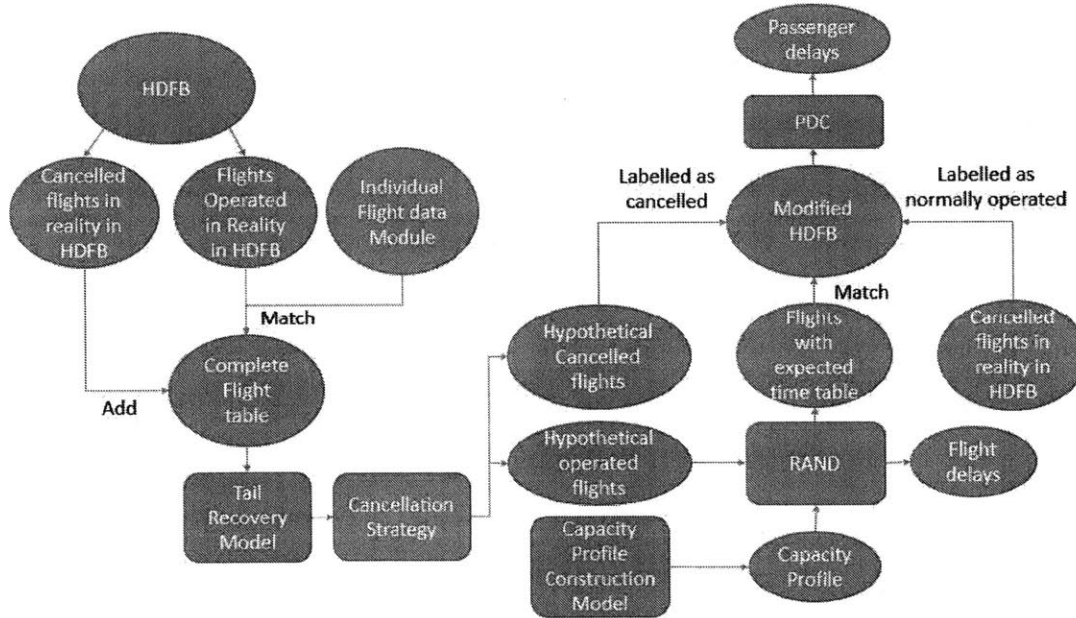 HDFB
Cancelled
flights in
reality in
HDFB
Flights
Operated
in Reality
in HDFB
Individual
Flight data
Module
Match
Complete
Flight
table
Add
Tail
Recovery
Model
Cancellation
Strategy
Passenger
delays
PDC
Labelled as
cancelled
Modified
HDFB
Labelled as
normally operated
Match
Hypothetical
Cancelled
flights
Flights
with
expected
time table
Cancelled
flights in
reality in
HDFB
Hypothetical
operated
flights
RAND
Flight
delays
Capacity
Profile
Construction
Model
Capacity
Profile